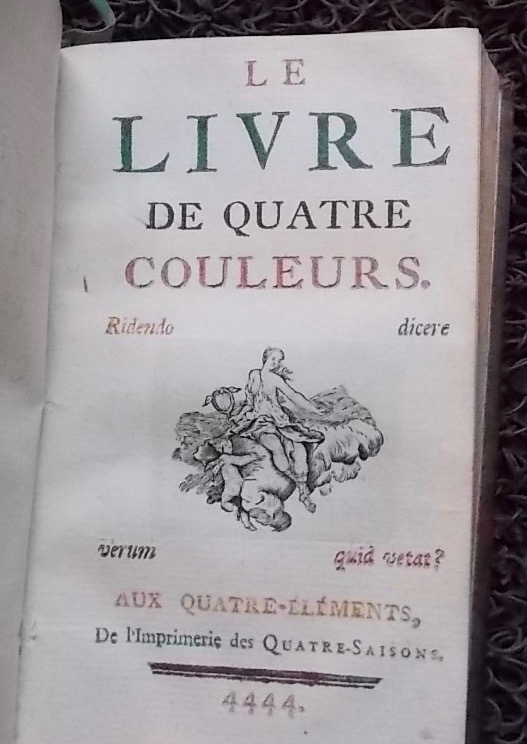 LE
LIVRE
DE QUATRE
COULEURS.
Ridendo dicere
verum quid vetat?
AUX QUATRE-ÉLÉMENTS,
De l'Imprimerie des QUATRE-SAISONS.
4444.